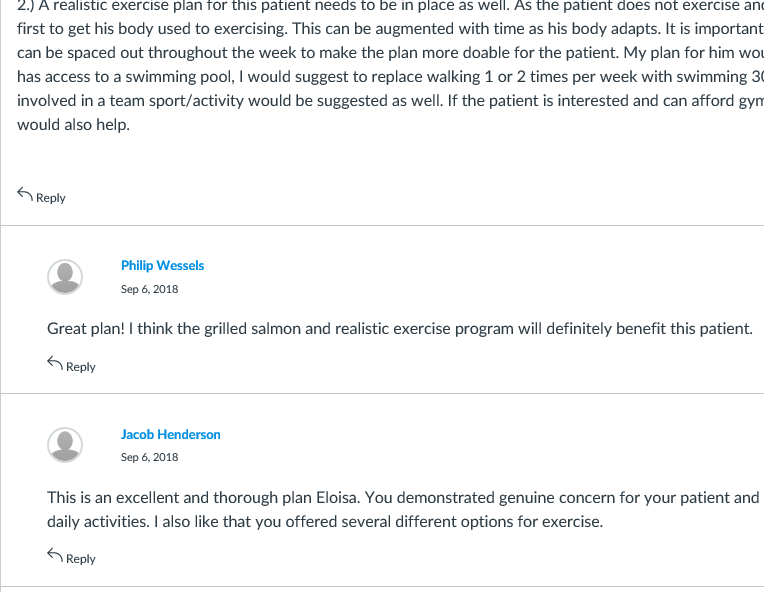 2.) A realistic exercise plan for this patient needs to be in place as well. As the patient does not exercise and
first to get his body used to exercising. This can be augmented with time as his body adapts. It is important
can be spaced out throughout the week to make the plan more doable for the patient. My plan for him wou
has access to a swimming pool, I would suggest to replace walking 1 or 2 times per week with swimming 30
involved in a team sport/activity would be suggested as well. If the patient is interested and can afford gym
would also help.
Reply
Philip Wessels
Sep 6, 2018
Great plan! I think the grilled salmon and realistic exercise program will definitely benefit this patient.
Reply
Jacob Henderson
Sep 6, 2018
This is an excellent and thorough plan Eloisa. You demonstrated genuine concern for your patient and
daily activities. I also like that you offered several different options for exercise.
Reply